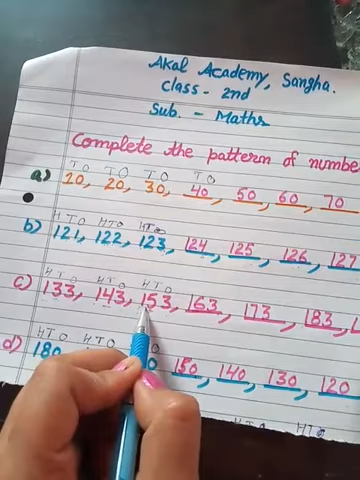 Akal Academy, Sangha.
Class - 2nd
Sub. - Maths
Complete the pattern of numbe
T O T O T O T O
a) 10, 20, 30, 40, 50, 60, 70
H T O H T O H T O
b) 121, 122, 123, 124, 125, 126, 127
H T O H T O H T O
c) 133, 143, 153, 163, 173, 183,
H T O
d) 180, 150, 140, 130, 120
H T O H T O